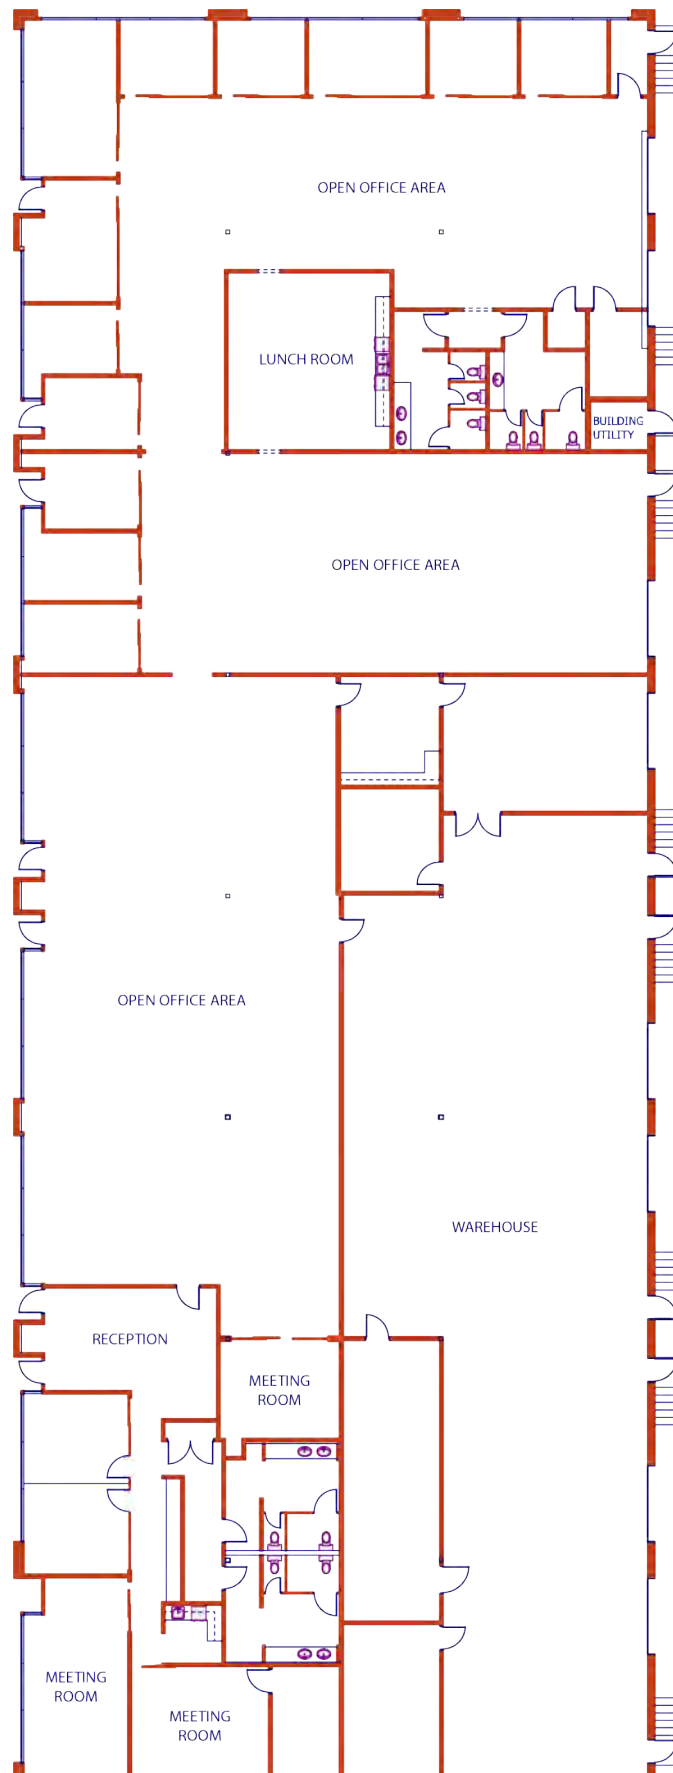 OPEN OFFICE AREA
LUNCH ROOM
BUILDING
UTILITY
OPEN OFFICE AREA
OPEN OFFICE AREA
WAREHOUSE
RECEPTION
MEETING
ROOM
MEETING
ROOM
MEETING
ROOM